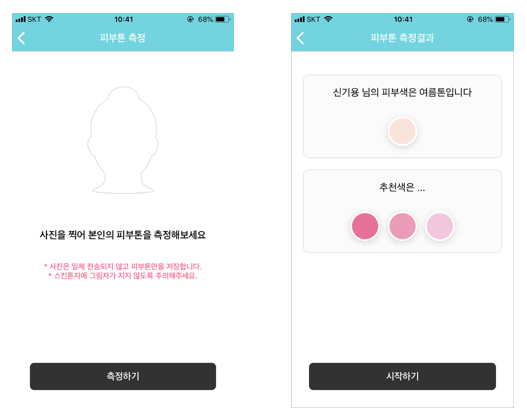 SKT 10:41 68%
피부톤 측정
사진을 찍어 본인의 피부톤을 측정해보세요
* 사진은 일체 전송되지 않고 피부톤만을 저장합니다.
* 스킨톤지에 그림자가 지지 않도록 주의해주세요.
측정하기
SKT 10:41 68%
피부톤 측정결과
신기용 님의 피부색은 여름톤입니다
추천색은 ...
시작하기